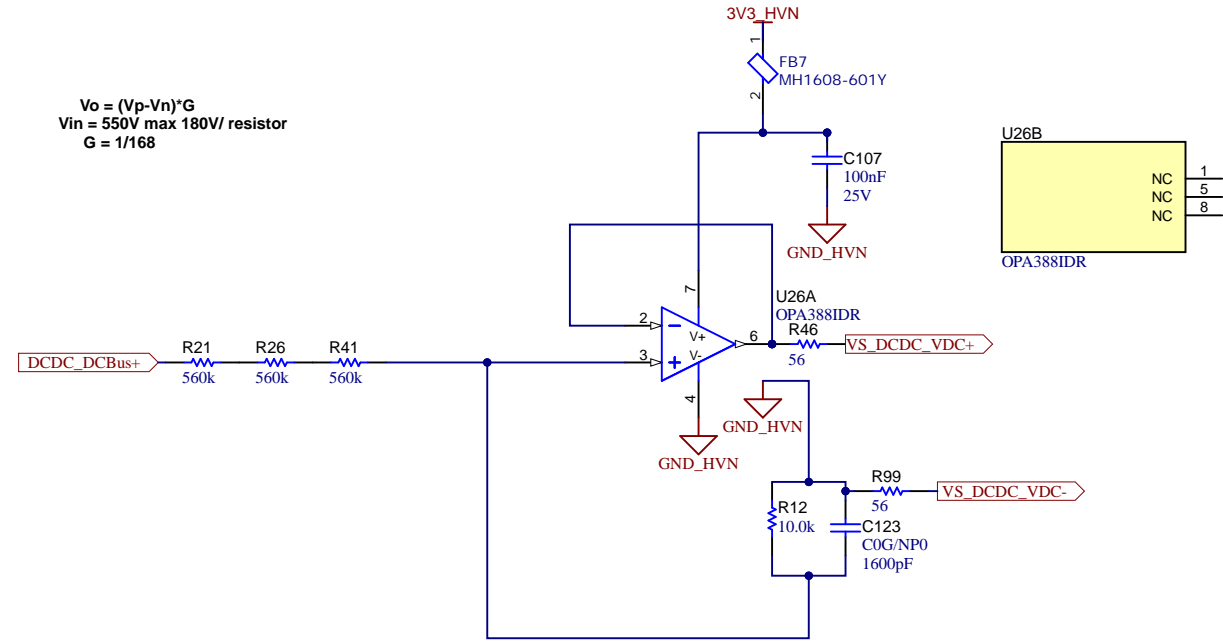 3V3_HVN
1
FB7
MH1608-601Y
2
Vo = (Vp-Vn)*G
Vin = 550V max 180V/ resistor
G = 1/168
C107
100nF
25V
GND_HVN
U26B
NC 1
NC 5
NC 8
OPA388IDR
7
U26A
OPA388IDR
2
V+
6
R46
56
VS_DCDC_VDC+
DCDC_DCBus+
R21
560k
R26
560k
R41
560k
3
V-
4
GND_HVN
GND_HVN
R12
10.0k
R99
56
VS_DCDC_VDC-
C123
C0G/NP0
1600pF